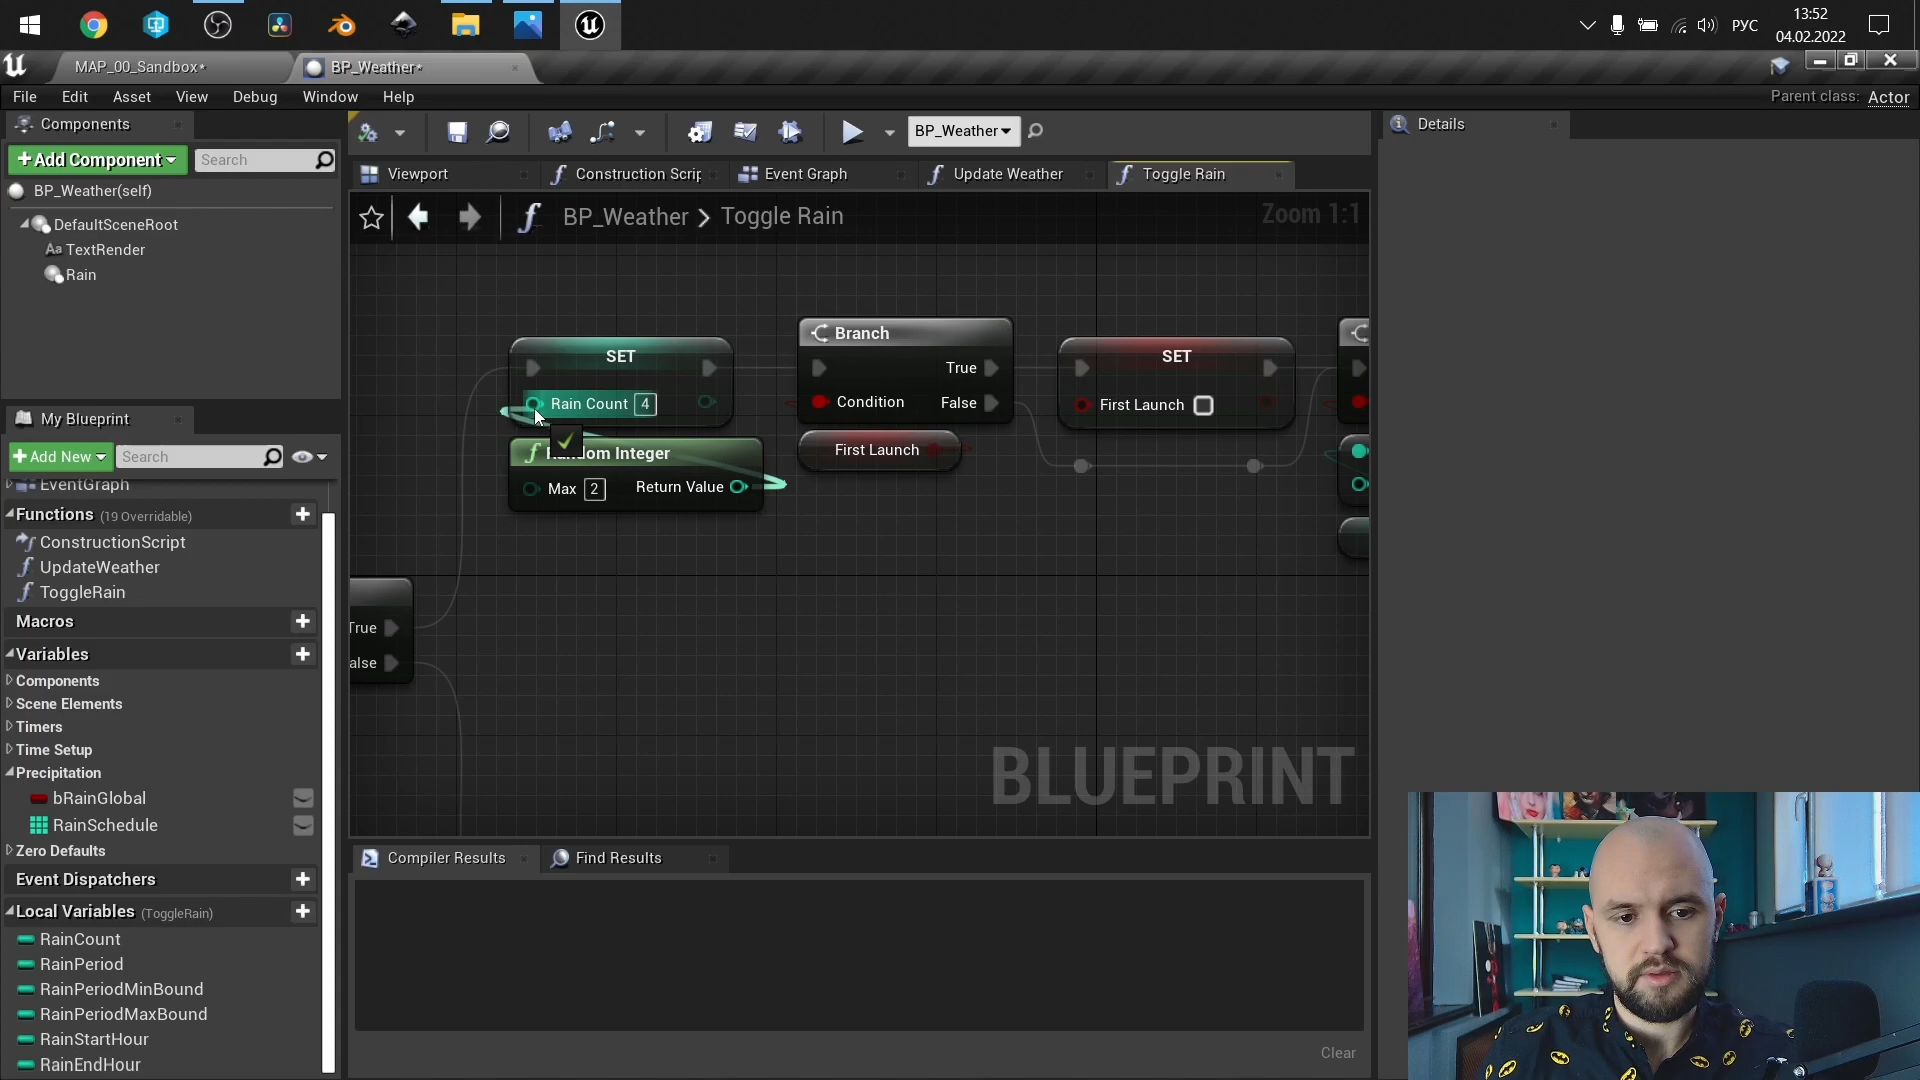 РУС
13:52
04.02.2022
MAP_00_Sandbox*
BP_Weather*
File Edit Asset View Debug Window Help
Parent class: Actor
Components
Add Component
Search
BP_Weather(self)
DefaultSceneRoot
Aa TextRender
Rain
My Blueprint
Add New
Search
EventGraph
Functions (19 Overridable)
ConstructionScript
UpdateWeather
ToggleRain
Macros
Variables
Components
Scene Elements
Timers
Time Setup
Precipitation
bRainGlobal
RainSchedule
Zero Defaults
Event Dispatchers
Local Variables (ToggleRain)
RainCount
RainPeriod
RainPeriodMinBound
RainPeriodMaxBound
RainStartHour
RainEndHour
BP_Weather
Viewport
Construction Scrip
Event Graph
Update Weather
Toggle Rain
BP_Weather > Toggle Rain
Zoom 1:1
SET
Rain Count 4
f
dom Integer
Max 2
Return Value
Branch
True
Condition
False
First Launch
SET
First Launch
True
alse
BLUEPRINT
Compiler Results
Find Results
Clear
Details